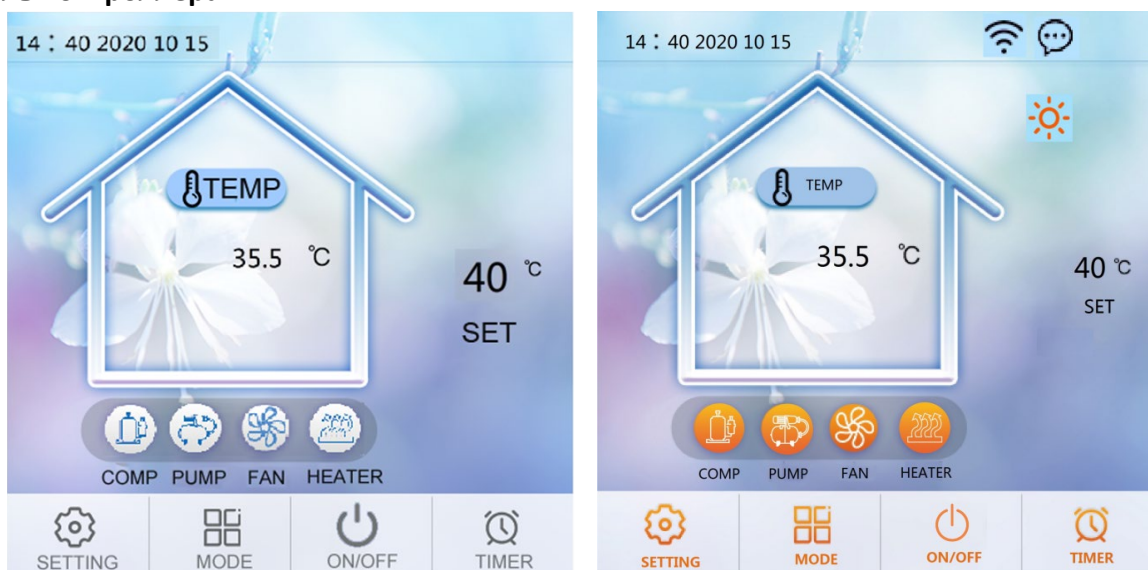 14：40 2020 10 15
TEMP
35.5 ℃
40 ℃
SET
COMP PUMP FAN HEATER
SETTING MODE ON/OFF TIMER
14：40 2020 10 15
TEMP
35.5 ℃
40 ℃
SET
COMP PUMP FAN HEATER
SETTING MODE ON/OFF TIMER